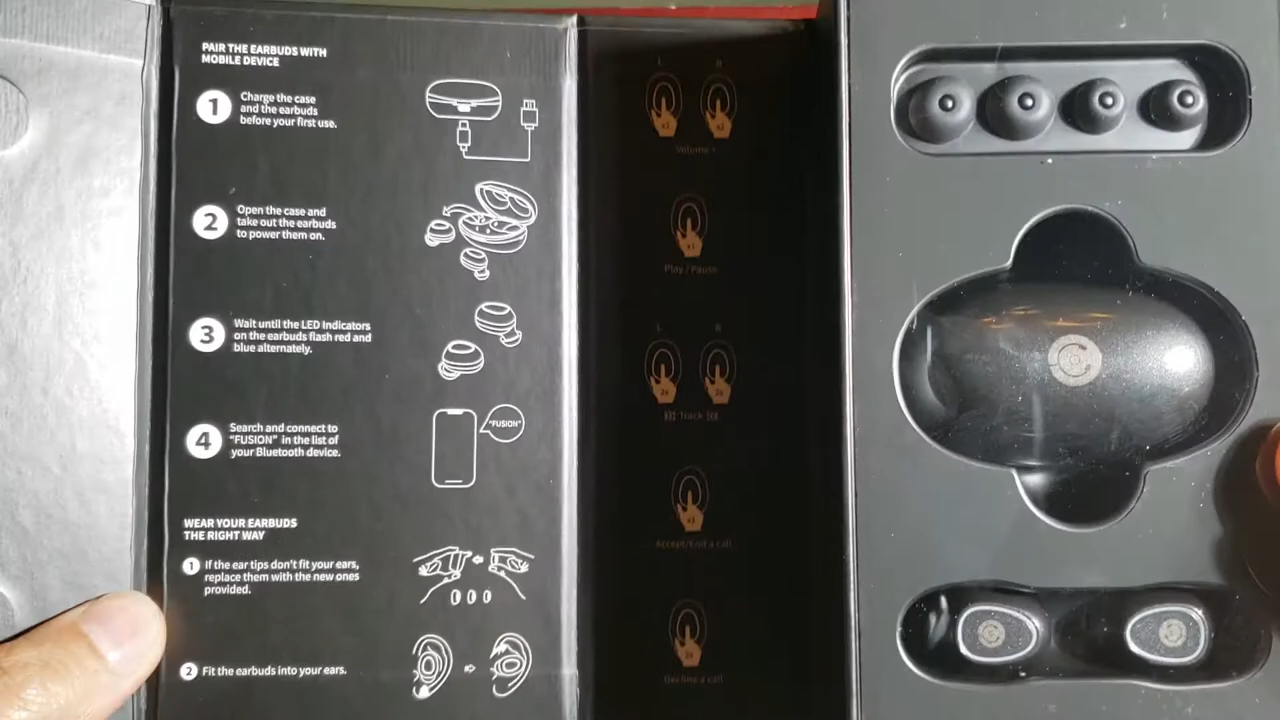 PAIR THE EARBUDS WITH
MOBILE DEVICE
1
Charge the case
and the earbuds
before your first use.
2
Open the case and
take out the earbuds
to power them on.
3
Wait until the LED Indicators
on the earbuds flash red and
blue alternately.
4
Search and connect to
“FUSION” in the list of
your Bluetooth device.
"FUSION"
WEAR YOUR EARBUDS
THE RIGHT WAY
1
If the ear tips don't fit your ears,
replace them with the new ones
provided.
2
Fit the earbuds into your ears.
L R
Volume
x1
Play / Pause
L R
2x 2x
Track
Accept/End a call
Decline a call